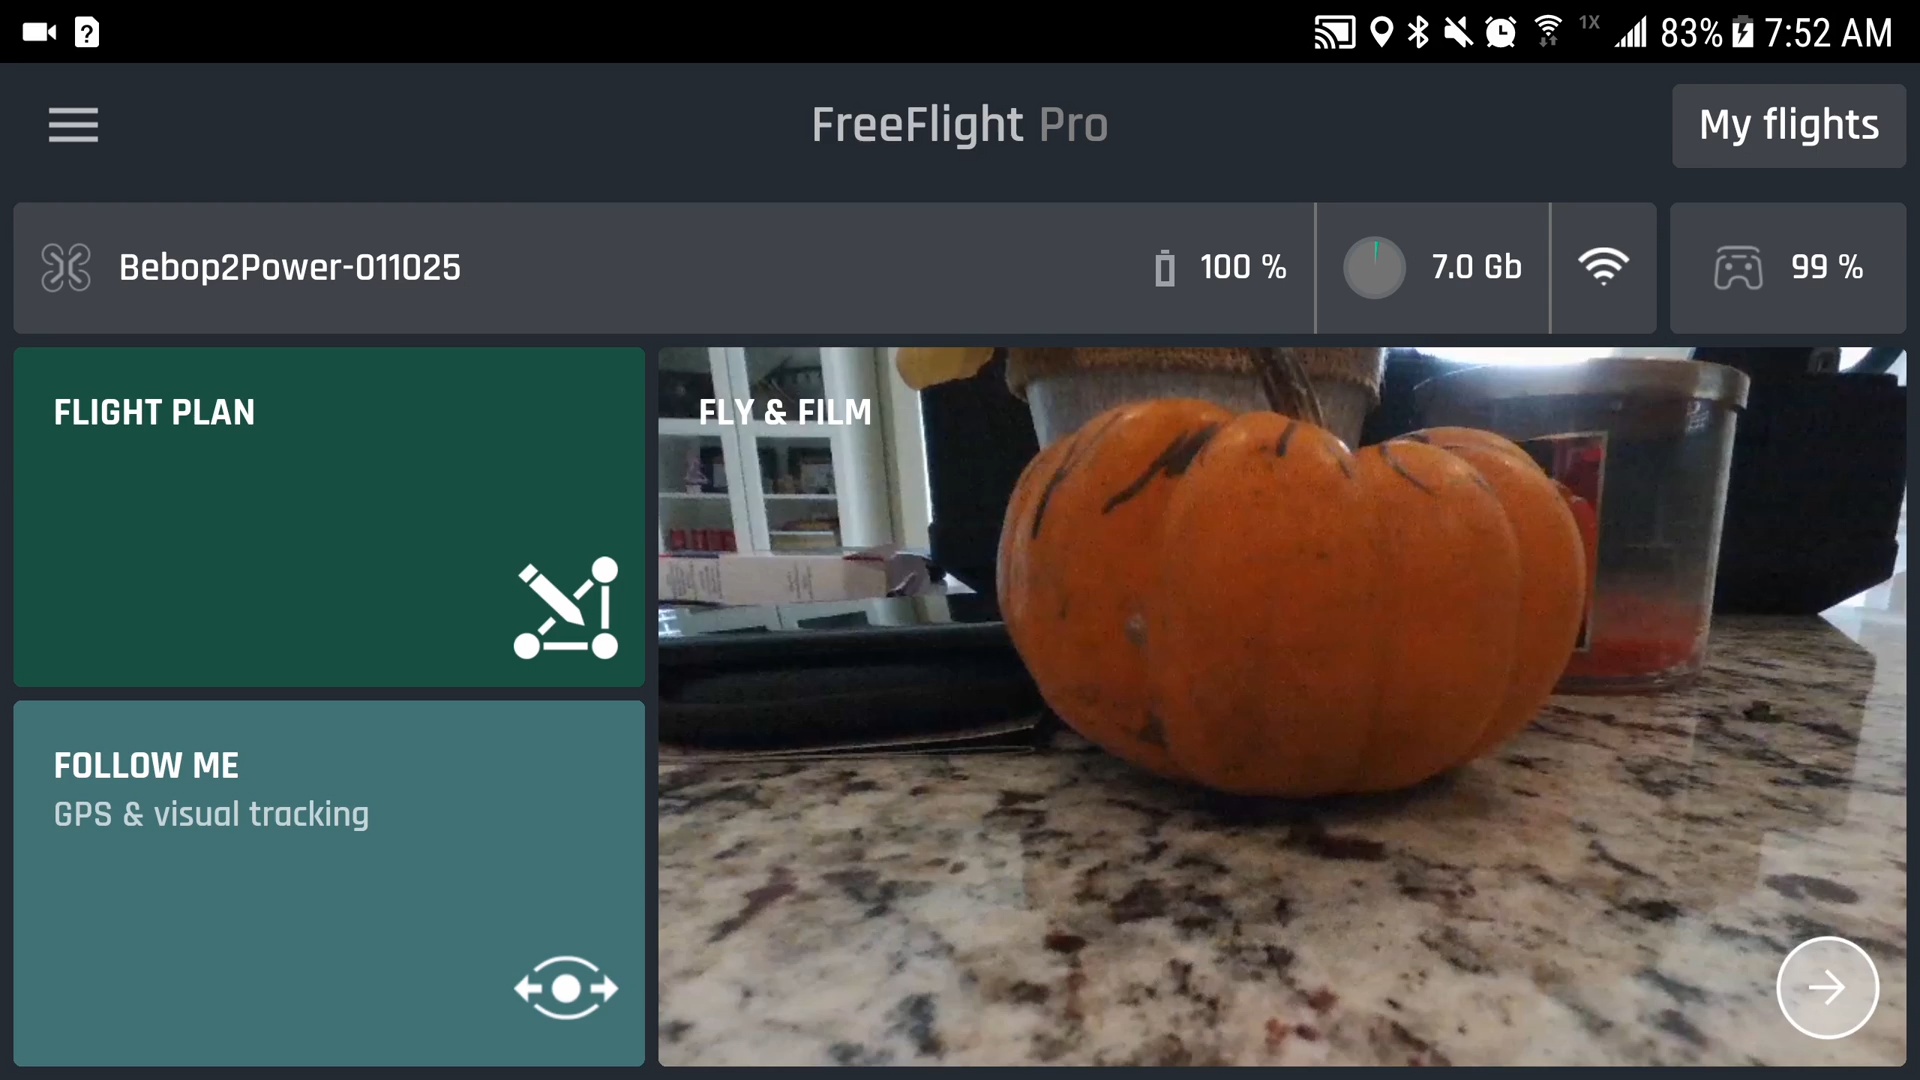 1X 83% 7:52 AM
FreeFlight Pro
My flights
Bebop2Power-011025
100 %
7.0 Gb
99 %
FLIGHT PLAN
FLY & FILM
FOLLOW ME
GPS & visual tracking